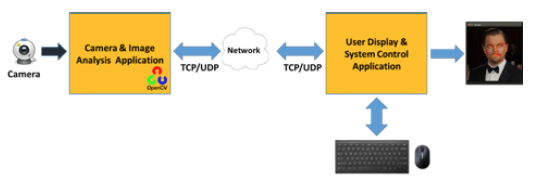 Camera
Camera & Image
Analysis Application
OpenCV
TCP/UDP
Network
TCP/UDP
User Display &
System Control
Application